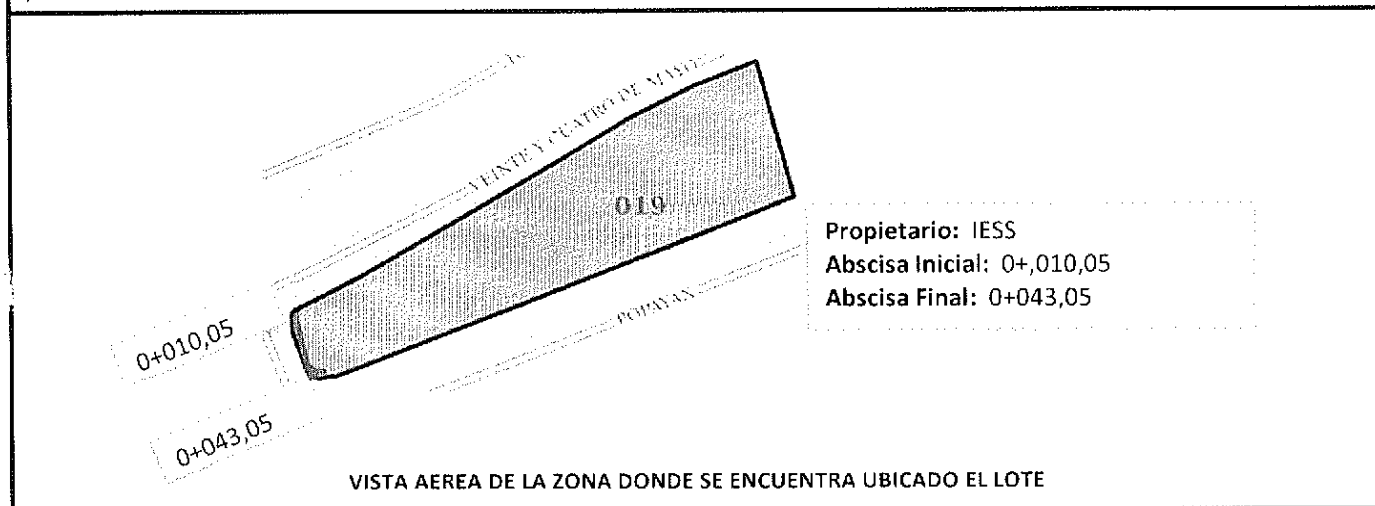 VEINTE Y CUATRO DE MAYO
019
Propietario: IESS
Abscisa Inicial: 0+,010,05
Abscisa Final: 0+043,05
POPAYAN
0+010,05
0+043,05
VISTA AEREA DE LA ZONA DONDE SE ENCUENTRA UBICADO EL LOTE